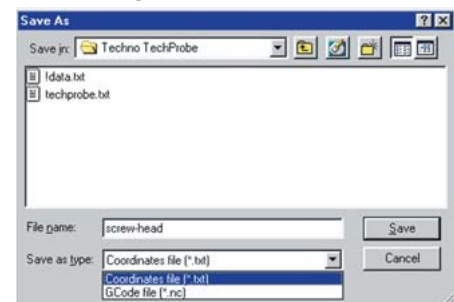 Save As
Save in: Techno TechProbe
!data.txt
techprobe.txt
File name: screw-head Save
Save as type: Coordinates file (*.txt) Cancel
Coordinates file (*.txt)
GCode file (*.nc)